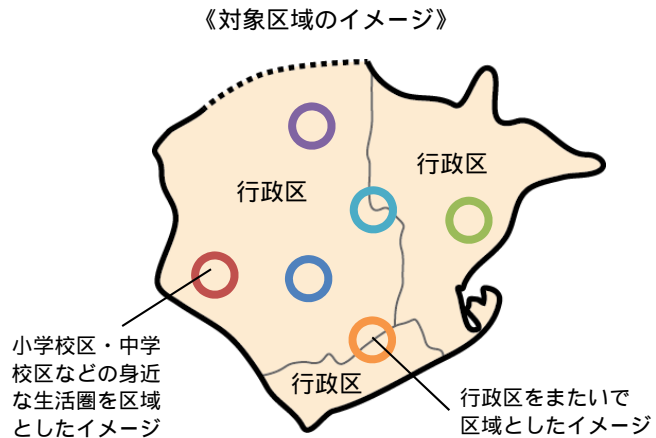 《対象区域のイメージ》
行政区
行政区
行政区
小学校区・中学
校区などの身近
な生活圏を区域
としたイメージ
行政区をまたいで
区域としたイメージ